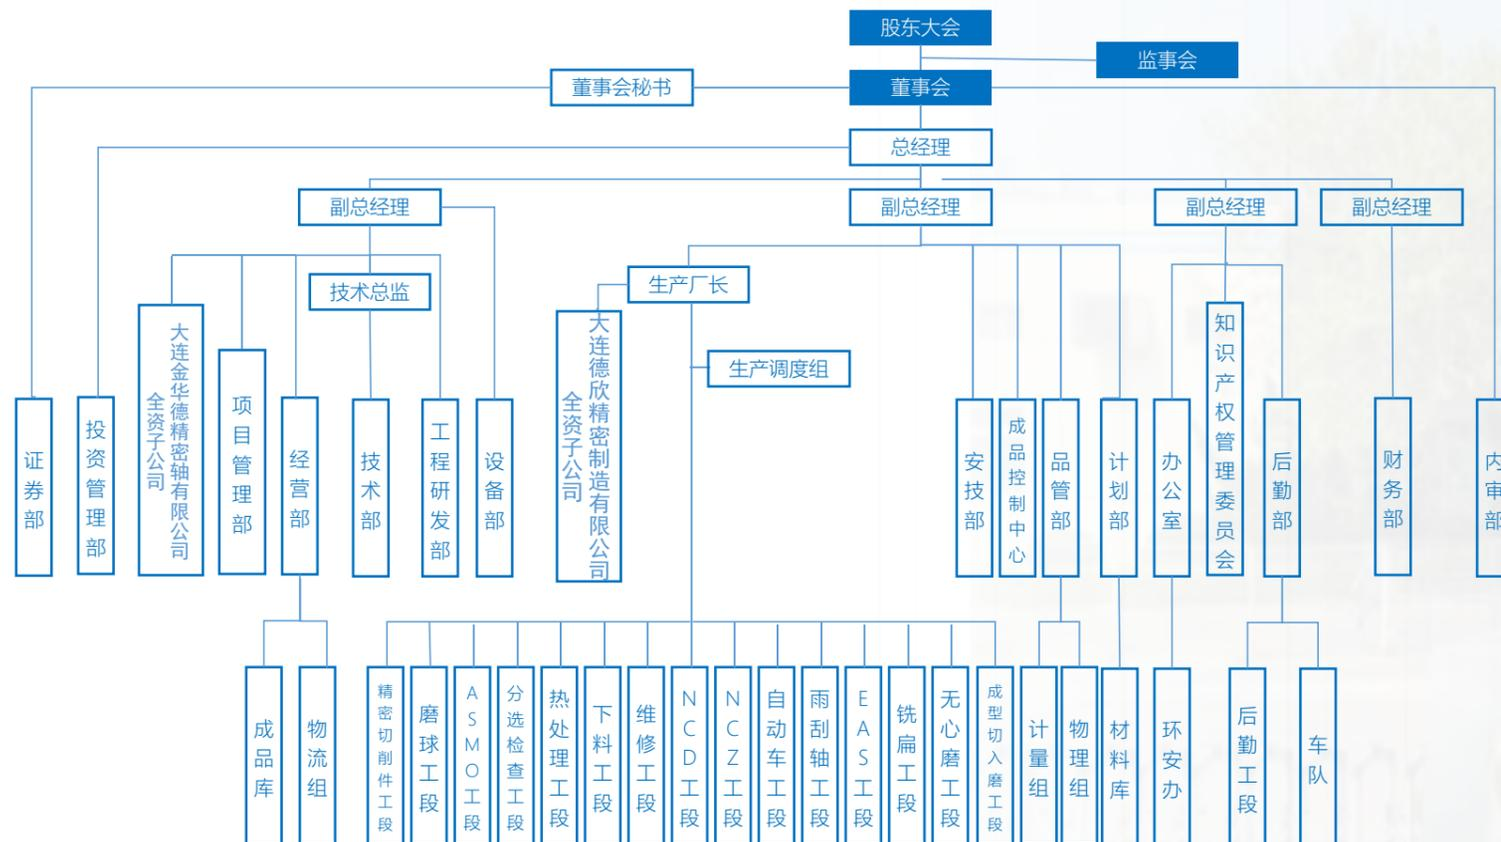 股东大会
监事会
董事会秘书
董事会
总经理
副总经理
副总经理
副总经理
副总经理
生产厂长
技术总监
生产调度组
证券部
投资管理部
大连金华德精密轴有限公司
全资子公司
项目管理部
经营部
技术部
工程研发部
设备部
大连德欣精密制造有限公司
全资子公司
安技部
成品控制中心
品管部
计划部
办公室
知识产权管理委员会
后勤部
财务部
内审部
成品库
物流组
精密切削件工段
磨球工段
ASMO工段
分选检查工段
热处理工段
下料工段
维修工段
NCD工段
NCZ工段
自动车工段
雨刮轴工段
EAS工段
铣扁工段
无心磨工段
成型切入磨工段
计量组
物理组
材料库
环安办
后勤工段
车队